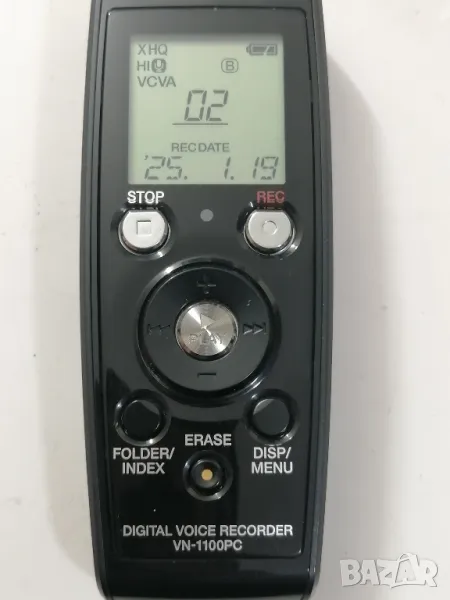 XHQ
HI
B
VCVA
02
RECDATE
'25. 1.19
STOP
REC
+
PLAY
−
FOLDER/
INDEX
ERASE
DISP/
MENU
DIGITAL VOICE RECORDER
VN-1100PC
BAZAR